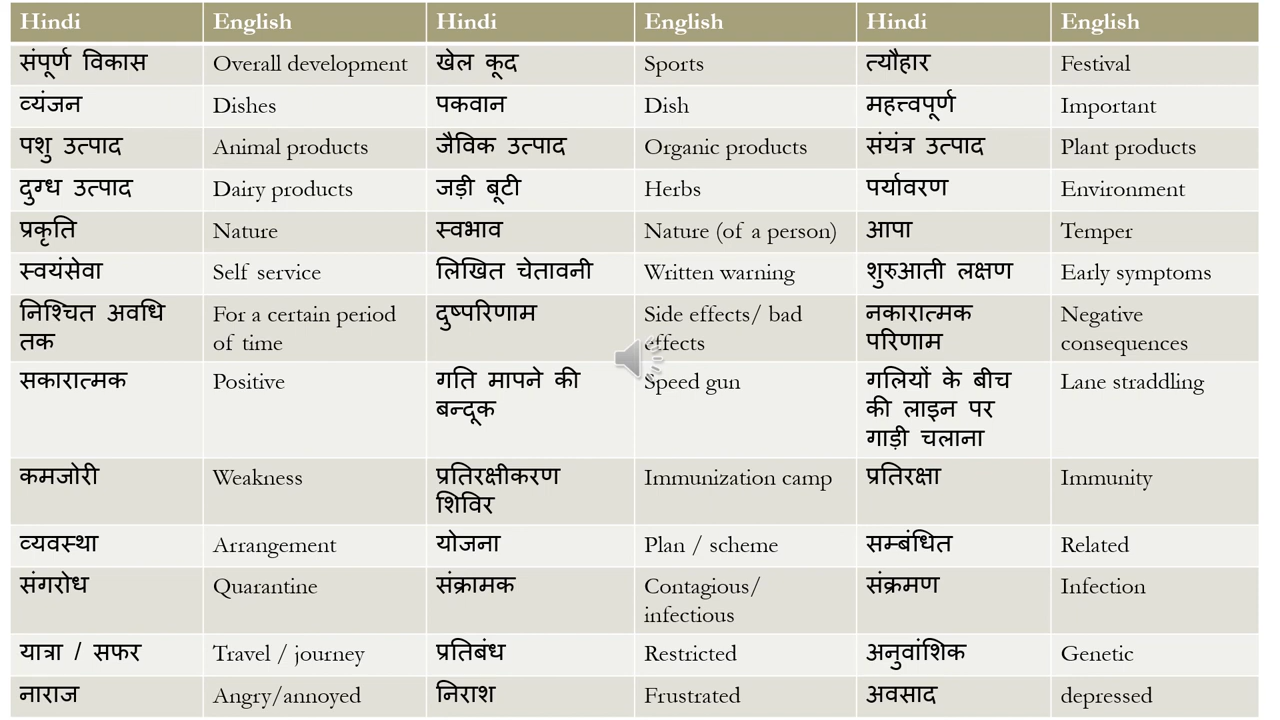 Hindi English Hindi English Hindi English
संपूर्ण विकास Overall development खेल कूद Sports त्यौहार Festival
व्यंजन Dishes पकवान Dish महत्त्वपूर्ण Important
पशु उत्पाद Animal products जैविक उत्पाद Organic products संयंत्र उत्पाद Plant products
दुग्ध उत्पाद Dairy products जड़ी बूटी Herbs पर्यावरण Environment
प्रकृति Nature स्वभाव Nature (of a person) आपा Temper
स्वयंसेवा Self service लिखित चेतावनी Written warning शुरुआती लक्षण Early symptoms
निश्चित अवधि For a certain period दुष्परिणाम Side effects/ bad नकारात्मक Negative
तक of time effects परिणाम consequences
सकारात्मक Positive गति मापने की Speed gun गलियों के बीच Lane straddling
बन्दूक की लाइन पर
गाड़ी चलाना
कमजोरी Weakness प्रतिरक्षीकरण Immunization camp प्रतिरक्षा Immunity
शिविर
व्यवस्था Arrangement योजना Plan / scheme सम्बंधित Related
संगरोध Quarantine संक्रामक Contagious/ संक्रमण Infection
infectious
यात्रा / सफर Travel / journey प्रतिबंध Restricted अनुवांशिक Genetic
नाराज Angry/annoyed निराश Frustrated अवसाद depressed